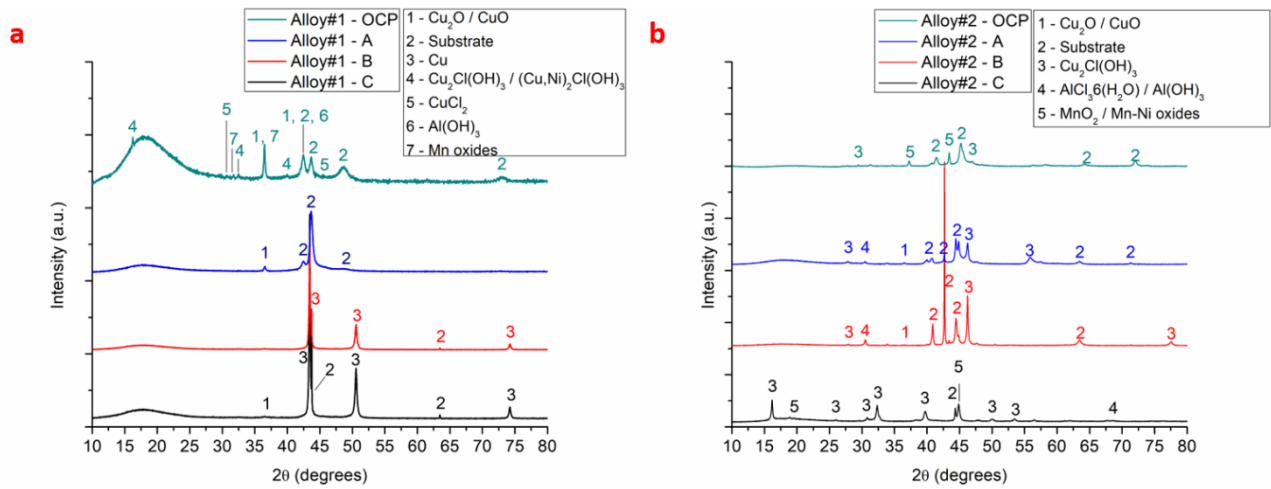 a
Alloy#1 - OCP
Alloy#1 - A
Alloy#1 - B
Alloy#1 - C
1 - Cu₂O / CuO
2 - Substrate
3 - Cu
4 - Cu₂Cl(OH)₃ / (Cu,Ni)₂Cl(OH)₃
5 - CuCl₂
6 - Al(OH)₃
7 - Mn oxides
4
5
7
4
1, 7
4
1, 2, 6
2
5
2
2
1
2
2
2
3
3
2
3
1
3
2
3
2
3
Intensity (a.u.)
10 15 20 25 30 35 40 45 50 55 60 65 70 75 80
2θ (degrees)
b
Alloy#2 - OCP
Alloy#2 - A
Alloy#2 - B
Alloy#2 - C
1 - Cu₂O / CuO
2 - Substrate
3 - Cu₂Cl(OH)₃
4 - AlCl₃6(H₂O) / Al(OH)₃
5 - MnO₂ / Mn-Ni oxides
3
5
2
5
2
3
2
2
3
4
1
2
2
2
3
3
2
2
3
4
1
2
2
2
3
2
3
3
5
3
3
3
3
2
5
3
3
4
Intensity (a.u.)
10 15 20 25 30 35 40 45 50 55 60 65 70 75 80
2θ (degrees)